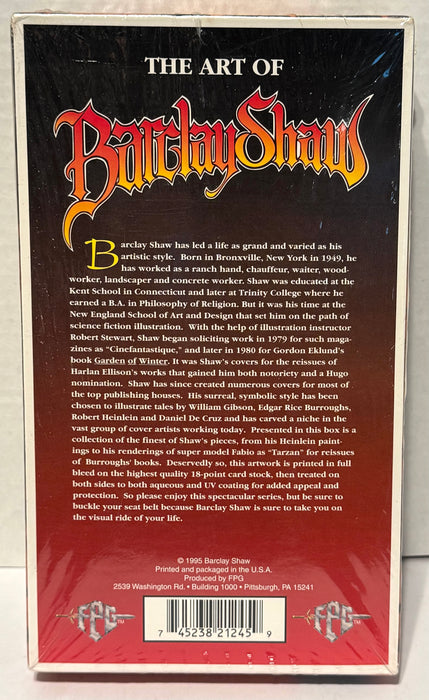 THE ART OF
Barclay Shaw
Barclay Shaw has led a life as grand and varied as his
artistic style. Born in Bronxville, New York in 1949, he
has worked as a ranch hand, chauffeur, waiter, wood-
worker, landscaper and concrete worker. Shaw was educated at the
Kent School in Connecticut and later at Trinity College where he
earned a B.A. in Philosophy of Religion. But it was his time at the
New England School of Art and Design that set him on the path of
science fiction illustration. With the help of illustration instructor
Robert Stewart, Shaw began soliciting work in 1979 for such maga-
zines as "Cinefantastique," and later in 1980 for Gordon Eklund's
book Garden of Winter. It was Shaw's covers for the reissues of
Harlan Ellison's works that gained him both notoriety and a Hugo
nomination. Shaw has since created numerous covers for most of
the top publishing houses. His surreal, symbolic style has been
chosen to illustrate tales by William Gibson, Edgar Rice Burroughs,
Robert Heinlein and Daniel De Cruz and has carved a niche in the
vast group of cover artists working today. Presented in this box is a
collection of the finest of Shaw's pieces, from his Heinlein paint-
ings to his renderings of super model Fabio as "Tarzan" for reissues
of Burroughs' books. Deservedly so, this artwork is printed in full
bleed on the highest quality 18-point card stock, then treated on
both sides to both aqueous and UV coating for added appeal and
protection. So please enjoy this spectacular series, but be sure to
buckle your seat belt because Barclay Shaw is sure to take you on
the visual ride of your life.
© 1995 Barclay Shaw
Printed and packaged in the U.S.A.
Produced by FPG
2539 Washington Rd. • Building 1000 • Pittsburgh, PA 15241
FPG™
7 45238 21245 9
FPG™